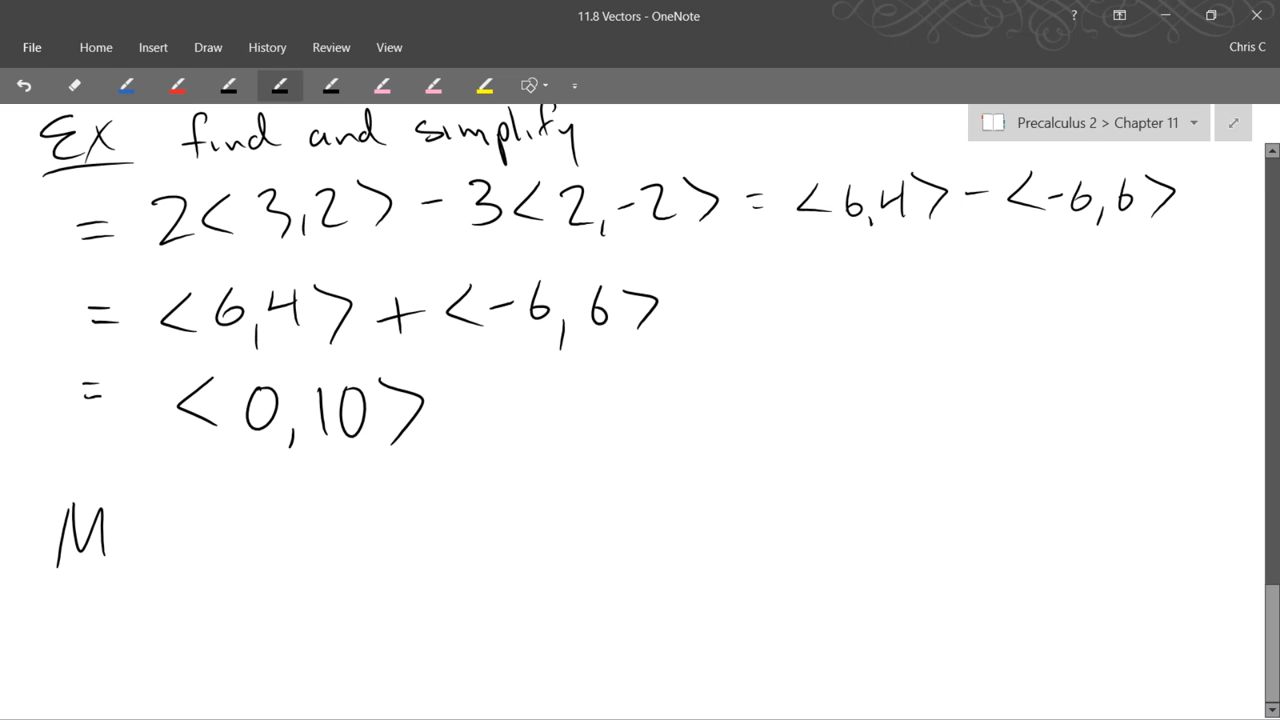 11.8 Vectors - OneNote
?
File Home Insert Draw History Review View Chris C
Precalculus 2 > Chapter 11
Ex find and simplify
= 2<3,2> - 3<2,-2> = <6,4> - <-6,6>
= <6,4> + <-6,6>
= <0,10>
M